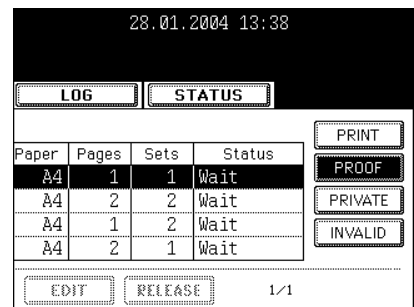 28.01.2004 13:38
LOG STATUS
PRINT
Paper Pages Sets Status
PROOF
A4 1 1 Wait
A4 2 2 Wait
PRIVATE
A4 1 2 Wait
INVALID
A4 2 1 Wait
EDIT RELEASE 1/1